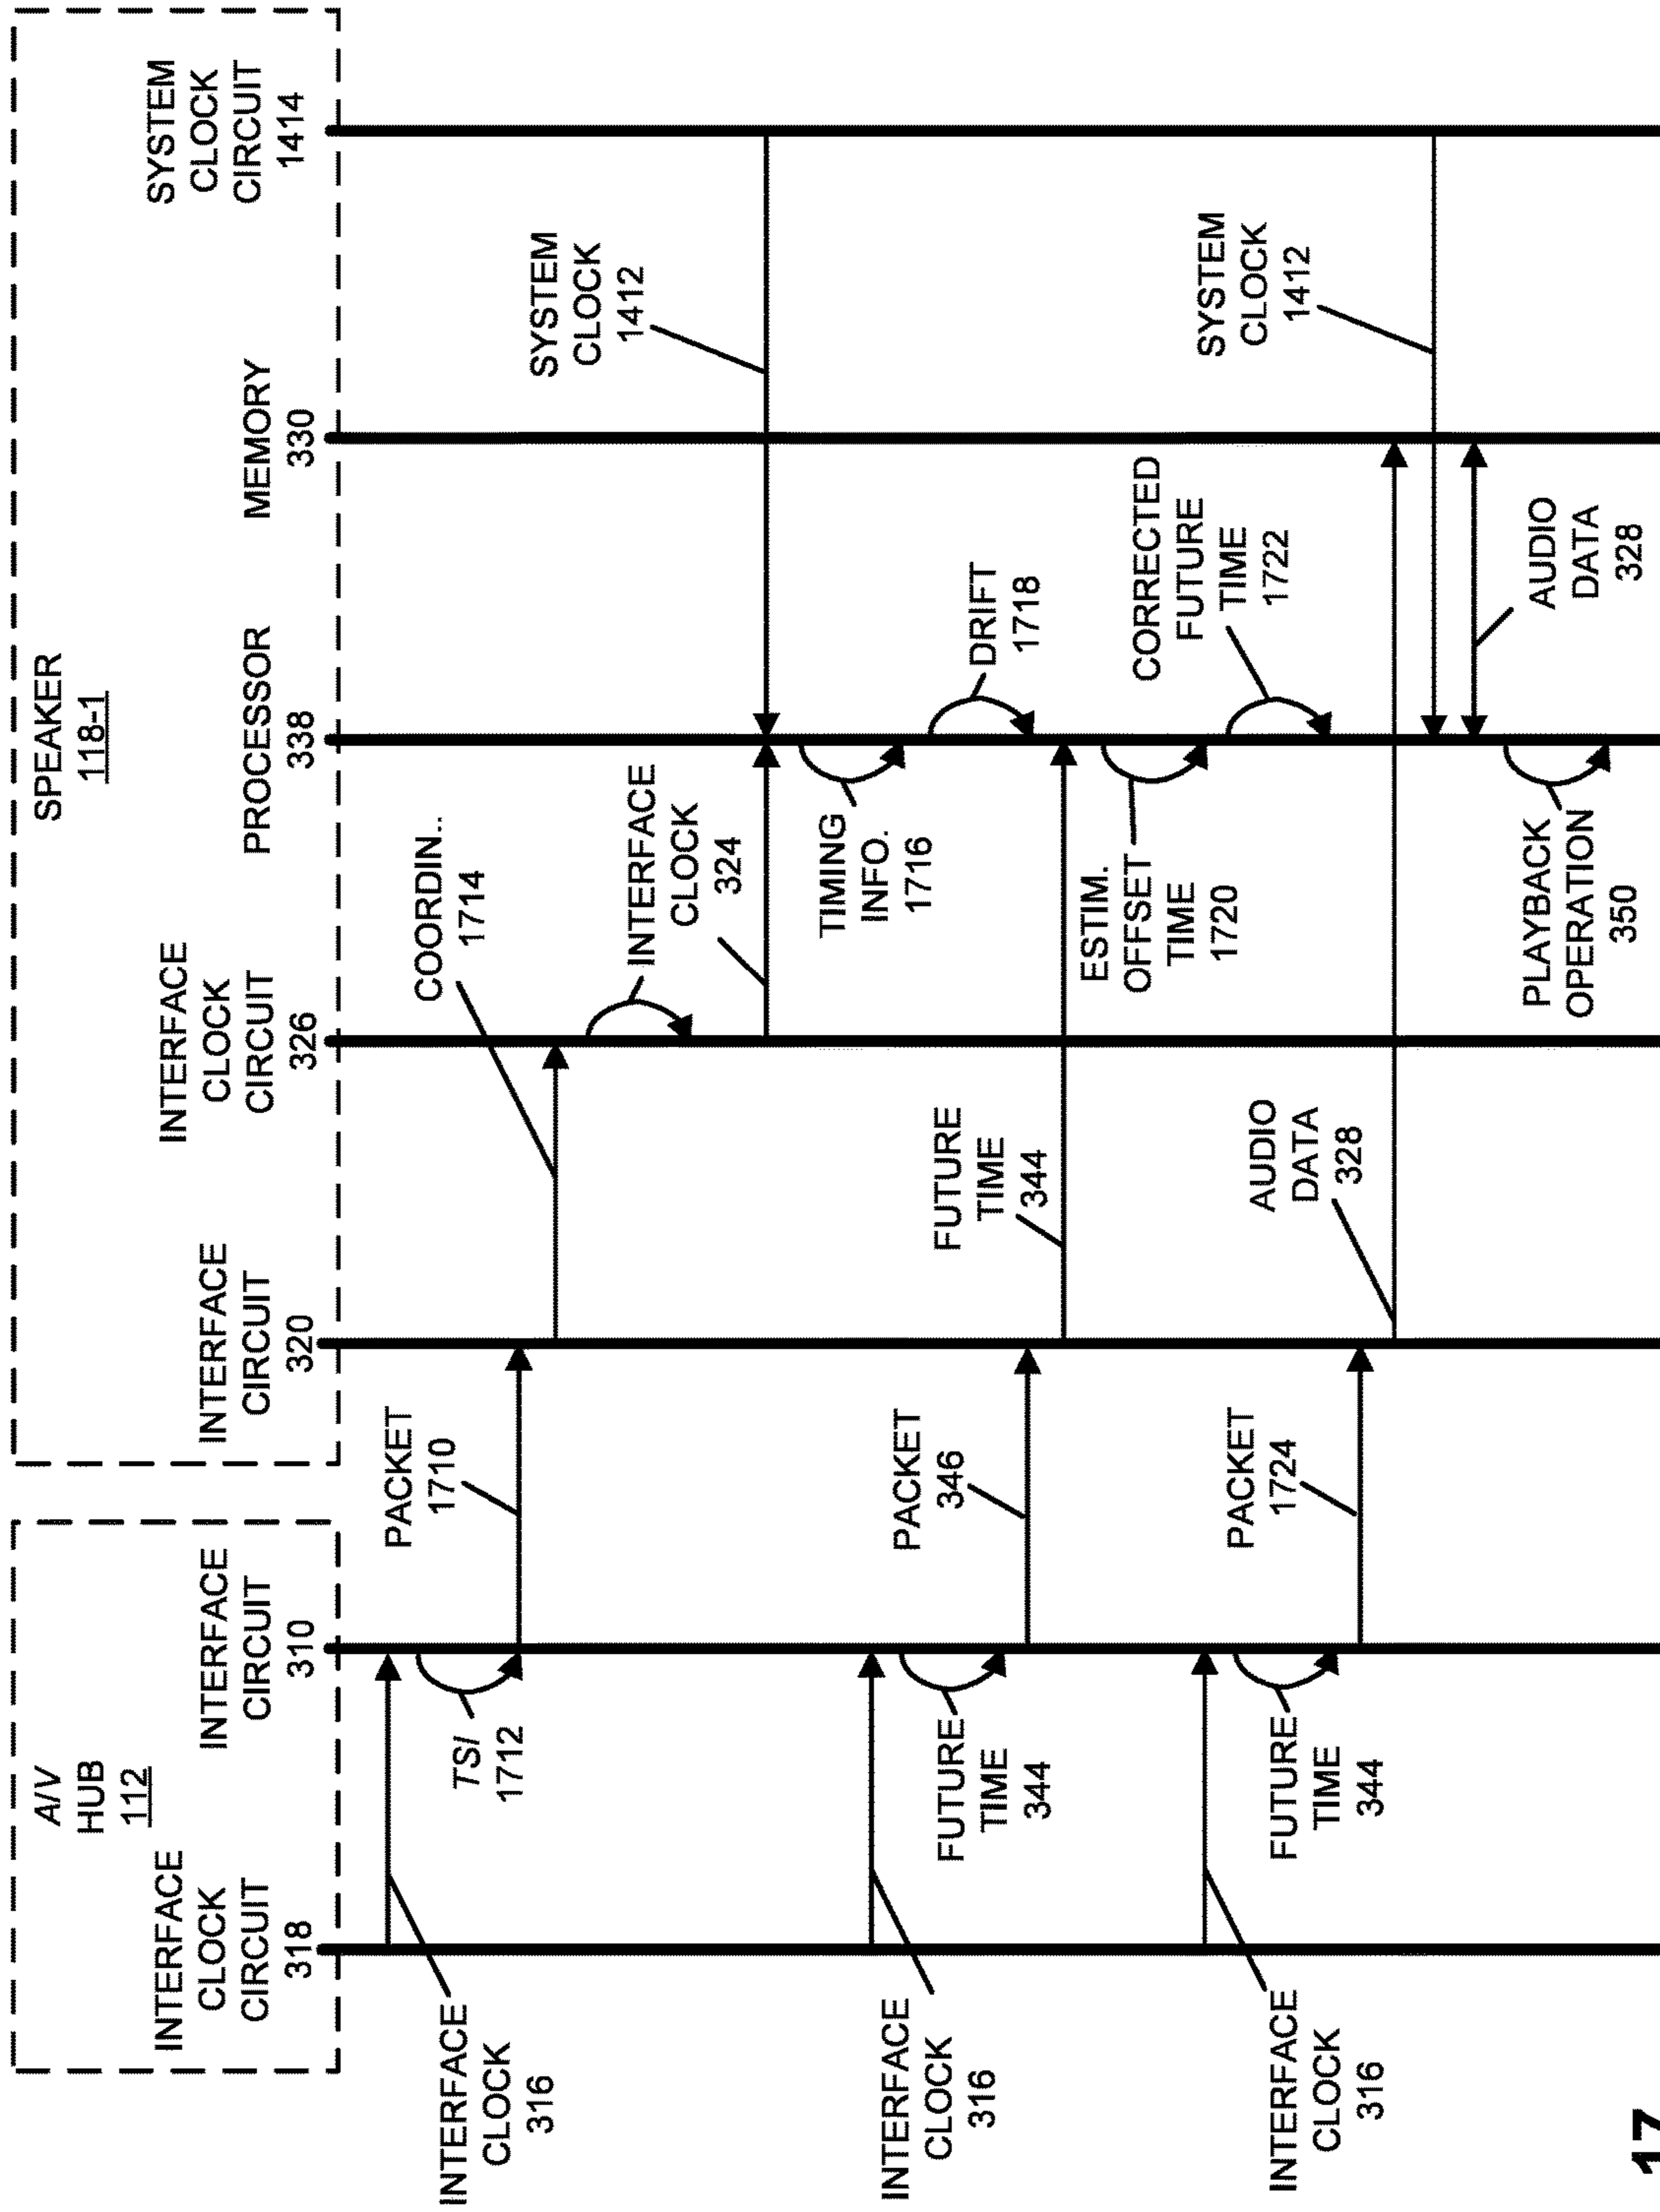 A/V
HUB
112
INTERFACE
CLOCK
CIRCUIT
318
INTERFACE
CIRCUIT
310
SPEAKER
118-1
INTERFACE
CIRCUIT
320
INTERFACE
CLOCK
CIRCUIT
326
PROCESSOR
338
MEMORY
330
SYSTEM
CLOCK
CIRCUIT
1414
INTERFACE
CLOCK
316
TSI
1712
PACKET
1710
COORDIN..
1714
INTERFACE
CLOCK
324
SYSTEM
CLOCK
1412
TIMING
INFO.
1716
DRIFT
1718
INTERFACE
CLOCK
316
FUTURE
TIME
344
PACKET
346
FUTURE
TIME
344
ESTIM.
OFFSET
TIME
1720
CORRECTED
FUTURE
TIME
1722
INTERFACE
CLOCK
316
FUTURE
TIME
344
PACKET
1724
AUDIO
DATA
328
SYSTEM
CLOCK
1412
AUDIO
DATA
328
PLAYBACK
OPERATION
350
17